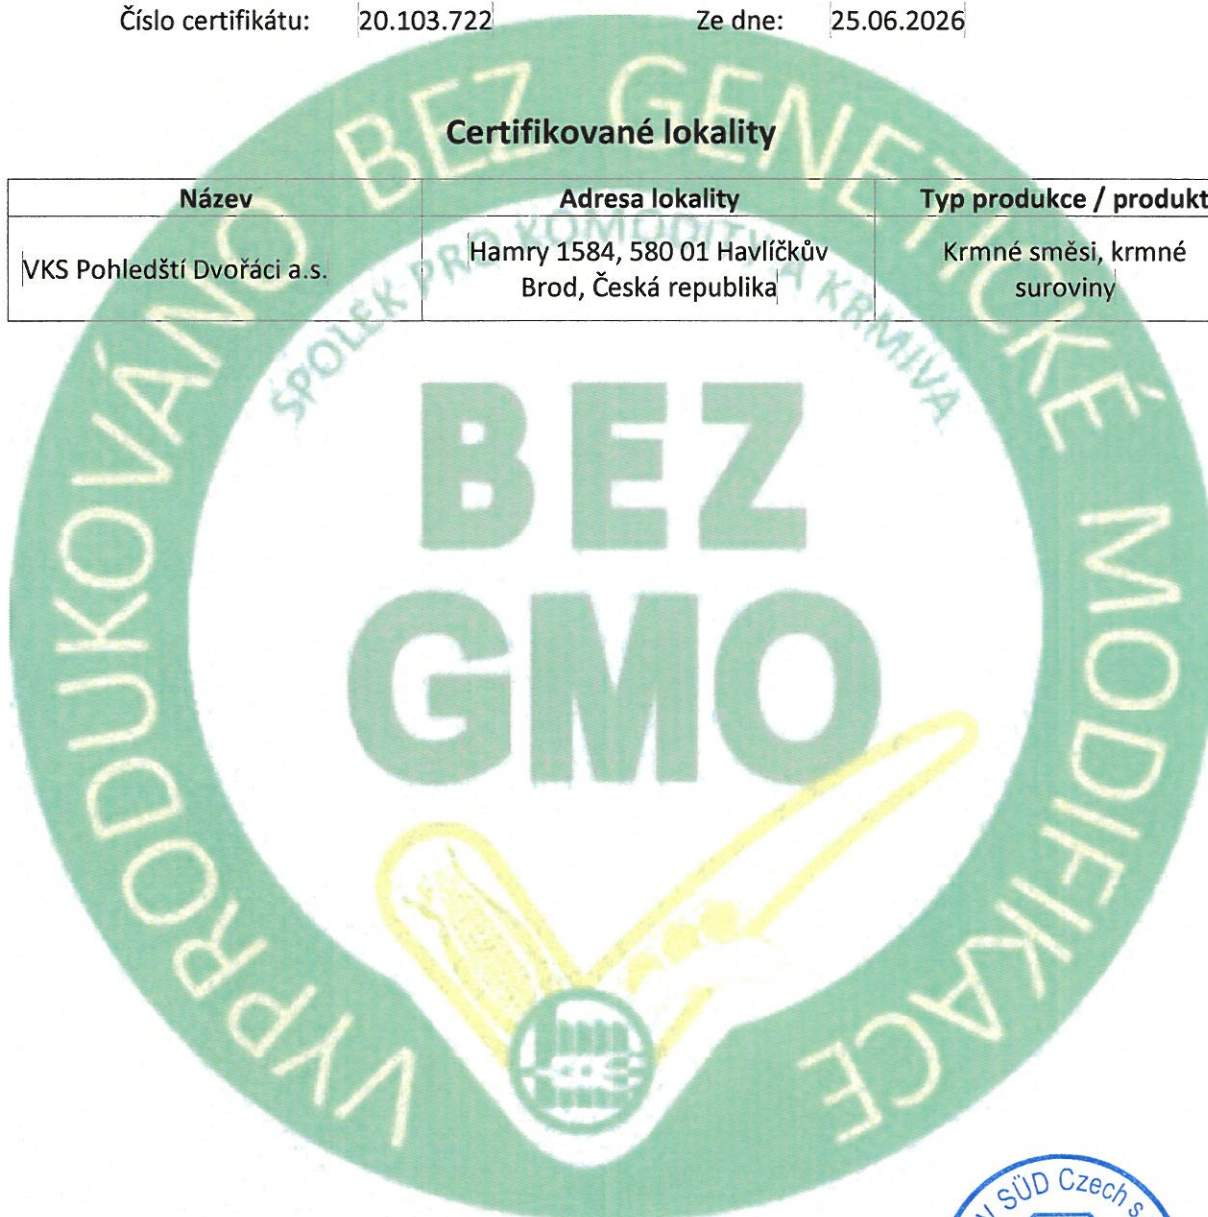 Číslo certifikátu: 20.103.722 Ze dne: 25.06.2026
Certifikované lokality
Název Adresa lokality Typ produkce / produkt
VKS Pohledští Dvořáci a.s. Hamry 1584, 580 01 Havlíčkův Brod, Česká republika Krmné směsi, krmné suroviny
VYPRODUKOVÁNO BEZ GENETICKÉ MODIFIKACE
SPOLEK PRO KOMODITY A KRMIVA
BEZ
GMO
SÜD Czech s